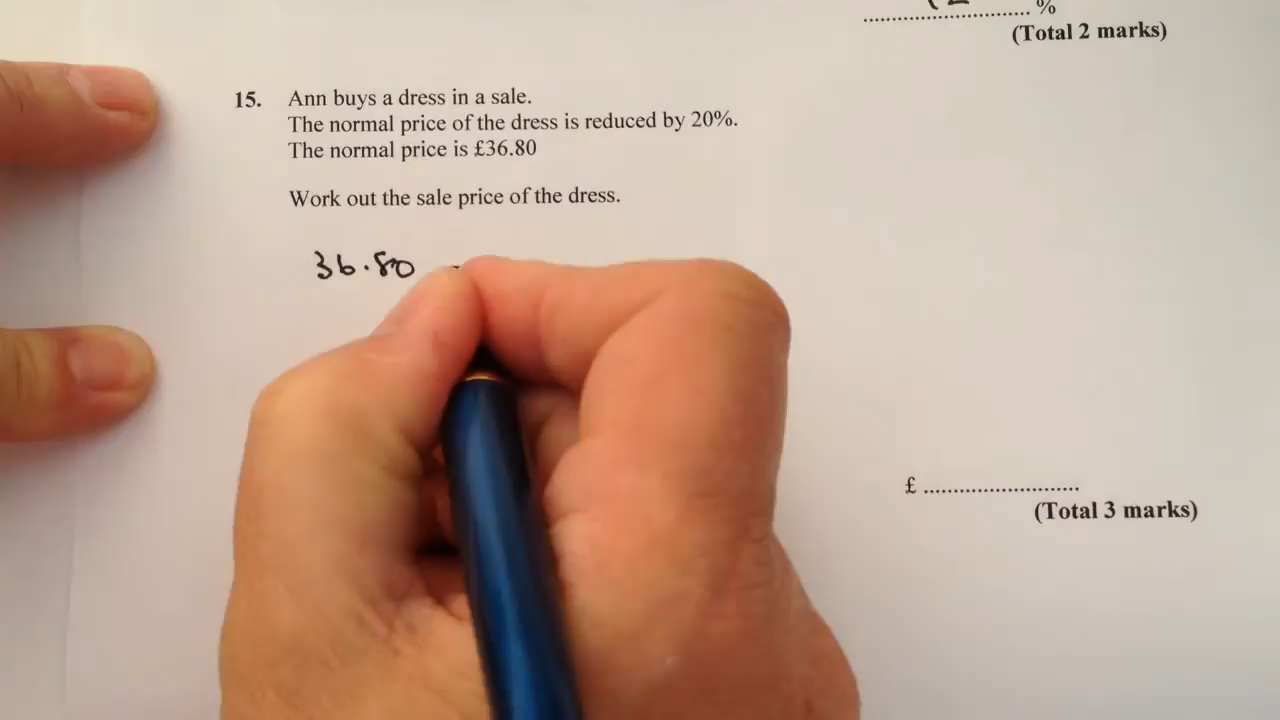 ............................... %
(Total 2 marks)
15. Ann buys a dress in a sale.
The normal price of the dress is reduced by 20%.
The normal price is £36.80
Work out the sale price of the dress.
36.80
£ ............................
(Total 3 marks)